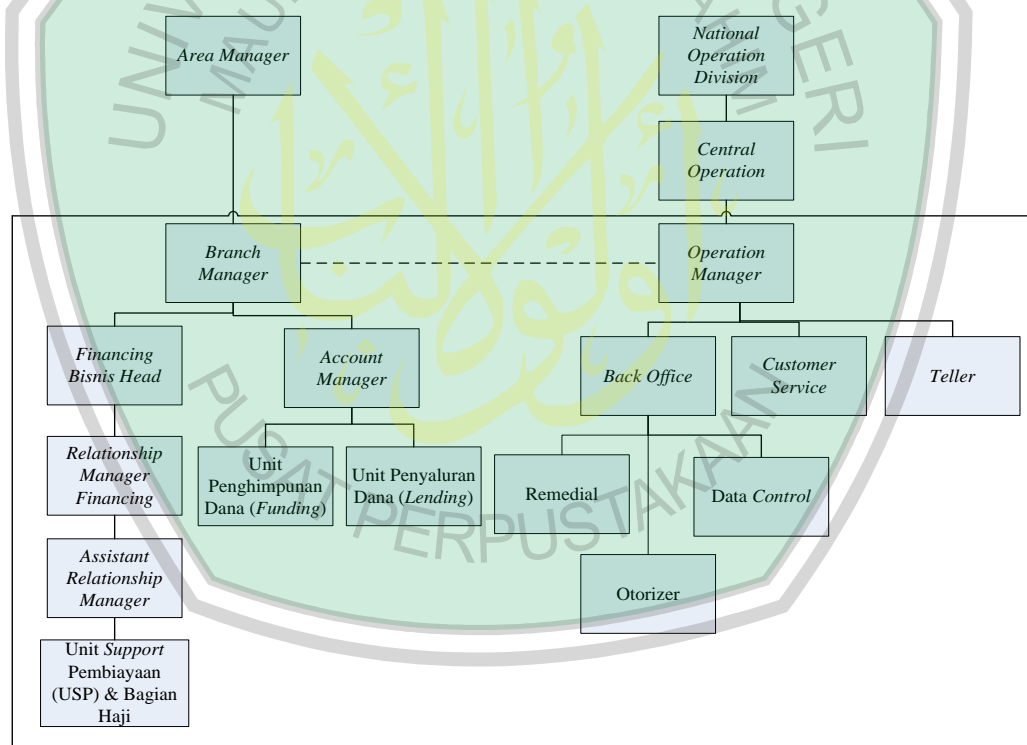 Area Manager
National
Operation
Division
Central
Operation
Branch
Manager
Operation
Manager
Financing
Bisnis Head
Account
Manager
Back Office
Customer
Service
Teller
Relationship
Manager
Financing
Unit
Penghimpunan
Dana (Funding)
Unit Penyaluran
Dana (Lending)
Remedial
Data Control
Assistant
Relationship
Manager
Otorizer
Unit Support
Pembiayaan
(USP) & Bagian
Haji
PUSAT PERPUSTAKAAN